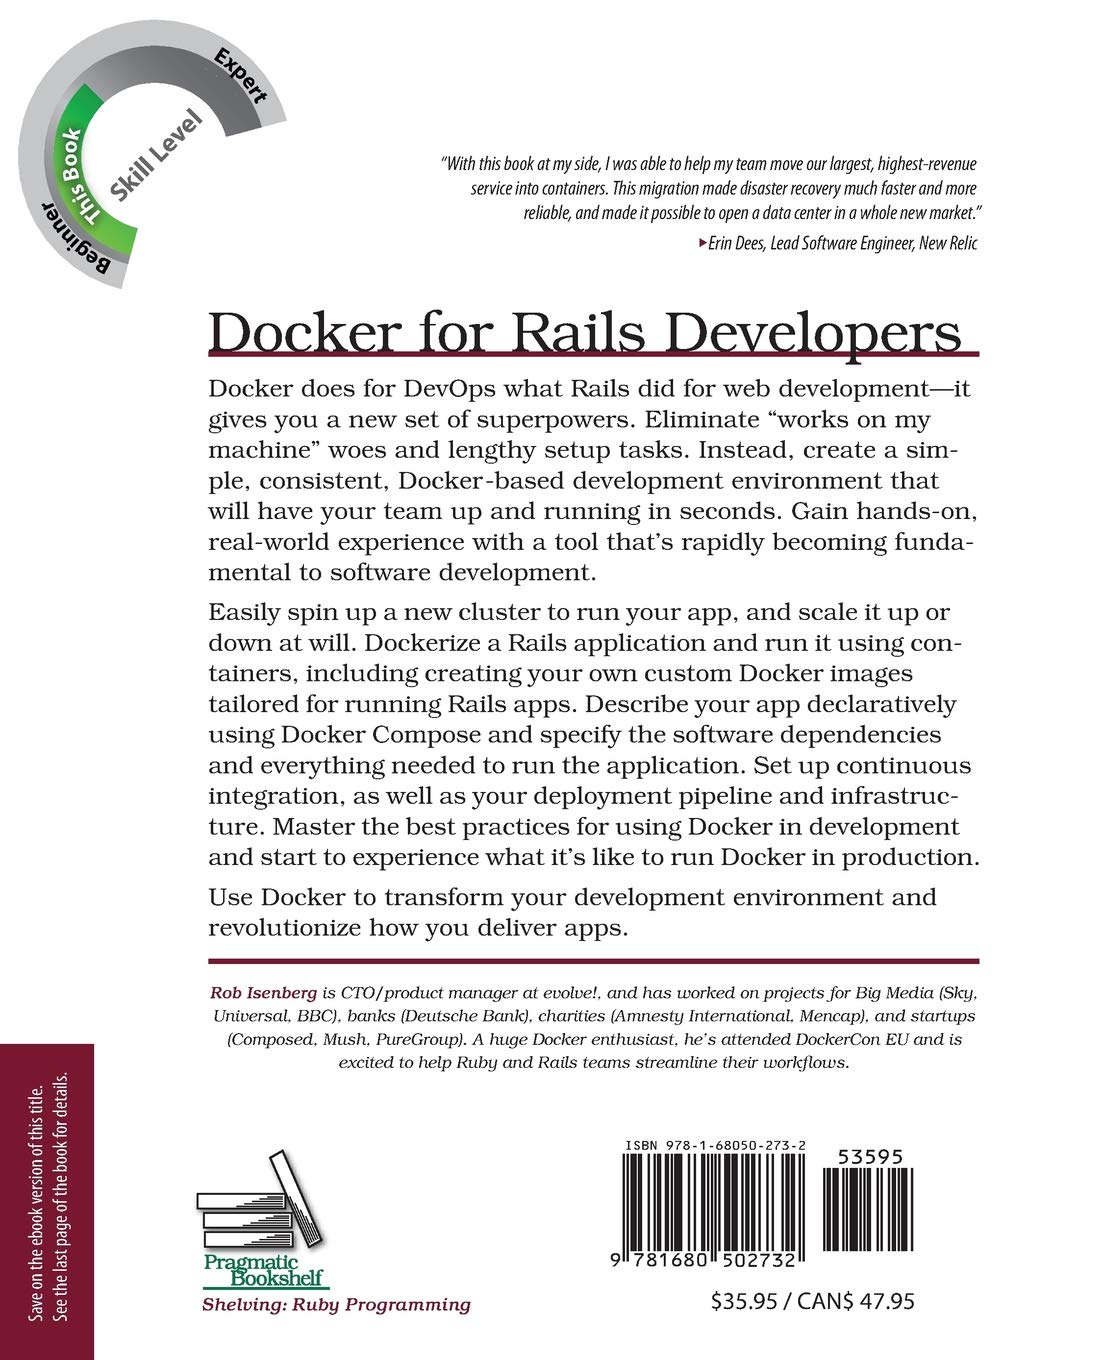 Expert
Skill Level
This Book
Beginner
“With this book at my side, I was able to help my team move our largest, highest-revenue
service into containers. This migration made disaster recovery much faster and more
reliable, and made it possible to open a data center in a whole new market.”
▸Erin Dees, Lead Software Engineer, New Relic
Docker for Rails Developers
Docker does for DevOps what Rails did for web development—it
gives you a new set of superpowers. Eliminate “works on my
machine” woes and lengthy setup tasks. Instead, create a sim-
ple, consistent, Docker-based development environment that
will have your team up and running in seconds. Gain hands-on,
real-world experience with a tool that’s rapidly becoming funda-
mental to software development.
Easily spin up a new cluster to run your app, and scale it up or
down at will. Dockerize a Rails application and run it using con-
tainers, including creating your own custom Docker images
tailored for running Rails apps. Describe your app declaratively
using Docker Compose and specify the software dependencies
and everything needed to run the application. Set up continuous
integration, as well as your deployment pipeline and infrastruc-
ture. Master the best practices for using Docker in development
and start to experience what it’s like to run Docker in production.
Use Docker to transform your development environment and
revolutionize how you deliver apps.
Rob Isenberg is CTO/product manager at evolve!, and has worked on projects for Big Media (Sky,
Universal, BBC), banks (Deutsche Bank), charities (Amnesty International, Mencap), and startups
(Composed, Mush, PureGroup). A huge Docker enthusiast, he’s attended DockerCon EU and is
excited to help Ruby and Rails teams streamline their workflows.
Save on the ebook version of this title.
See the last page of the book for details.
Pragmatic
Bookshelf
Shelving: Ruby Programming
ISBN 978-1-68050-273-2
53595
9 781680 502732
$35.95 / CAN$ 47.95